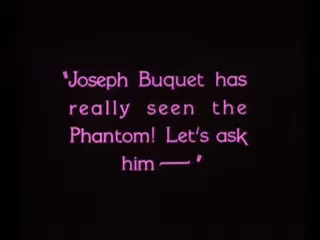 "Joseph Buquet has
really seen the
Phantom! Let's ask
him — "